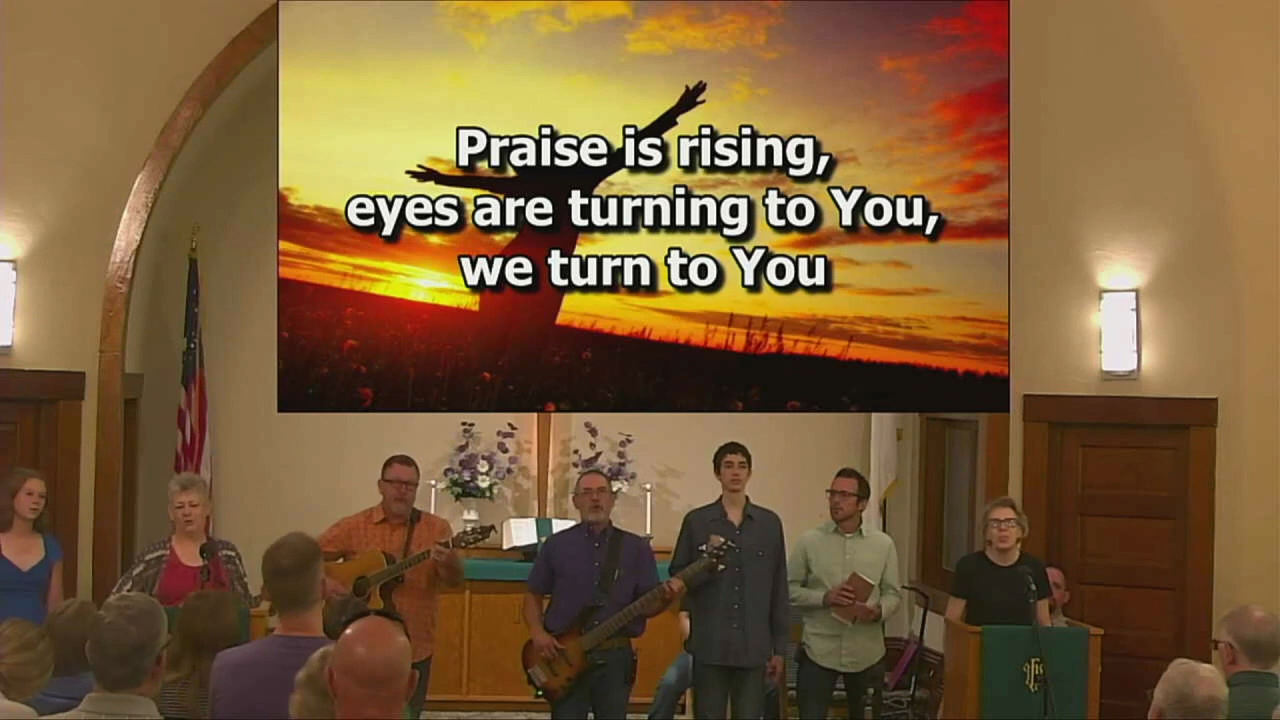 Praise is rising,
eyes are turning to You,
we turn to You